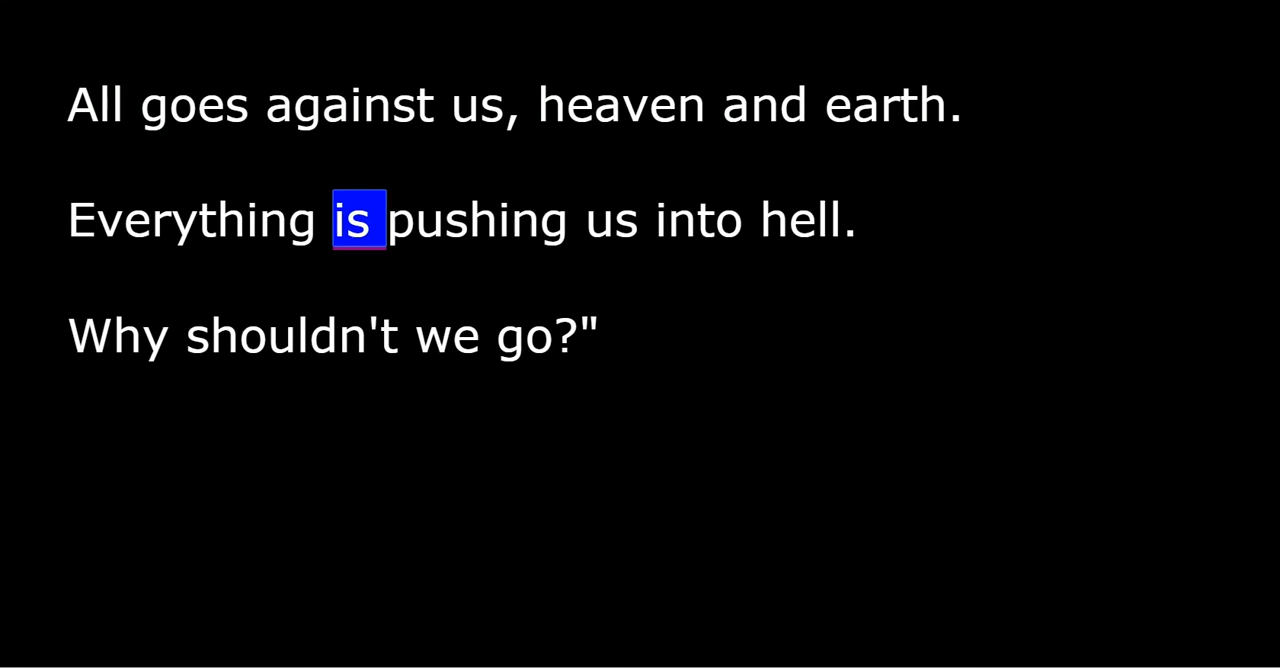 All goes against us, heaven and earth.
Everything is pushing us into hell.
Why shouldn't we go?"